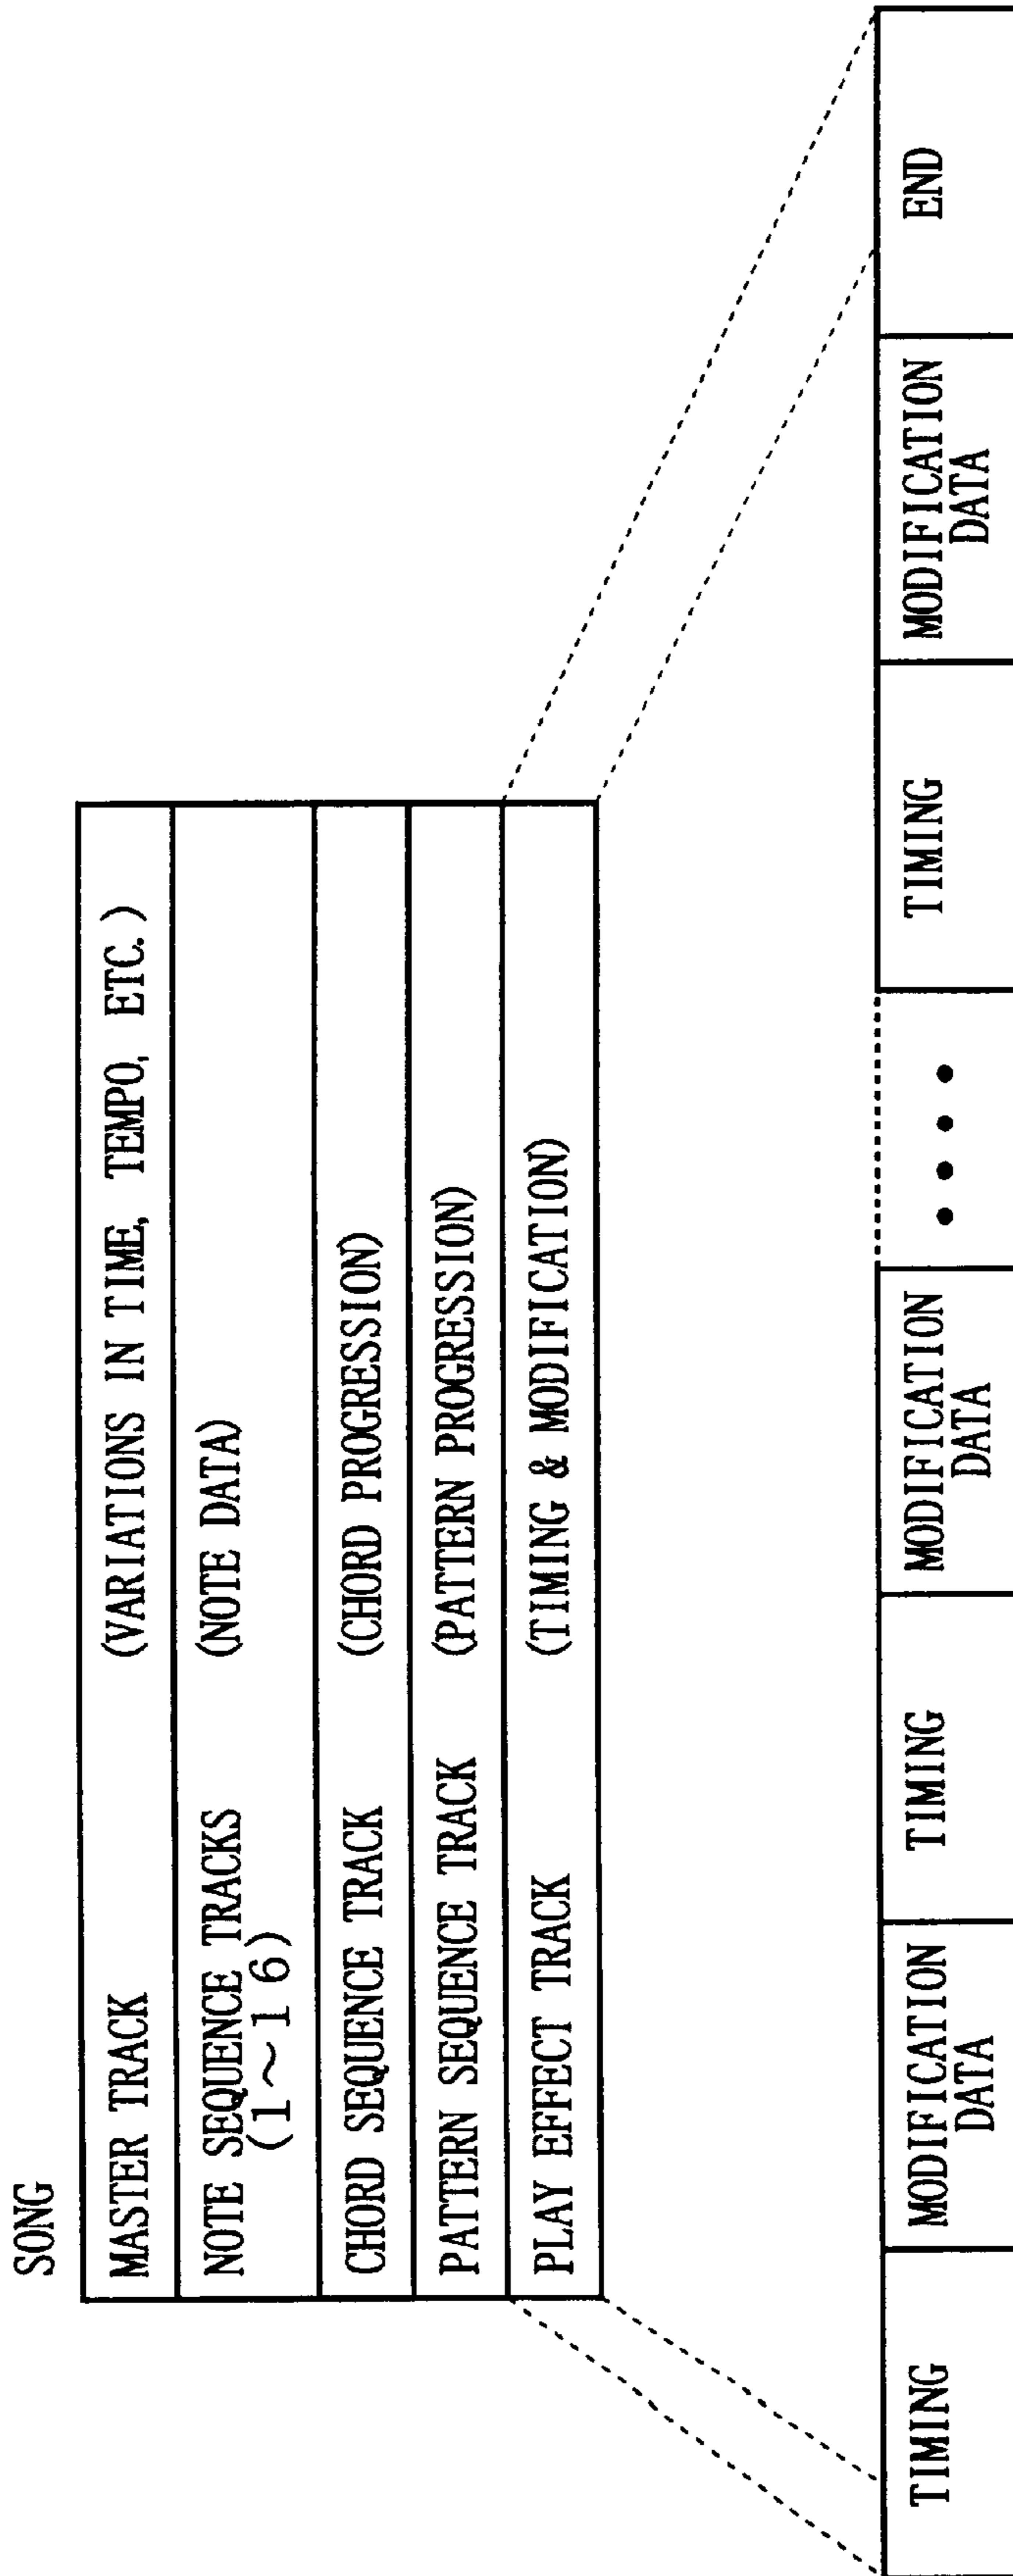 SONG
MASTER TRACK (VARIATIONS IN TIME, TEMPO, ETC.)
NOTE SEQUENCE TRACKS (NOTE DATA)
(1~16)
CHORD SEQUENCE TRACK (CHORD PROGRESSION)
PATTERN SEQUENCE TRACK (PATTERN PROGRESSION)
PLAY EFFECT TRACK (TIMING & MODIFICATION)
TIMING
MODIFICATION
DATA
TIMING
MODIFICATION
DATA
• • • •
TIMING
MODIFICATION
DATA
END